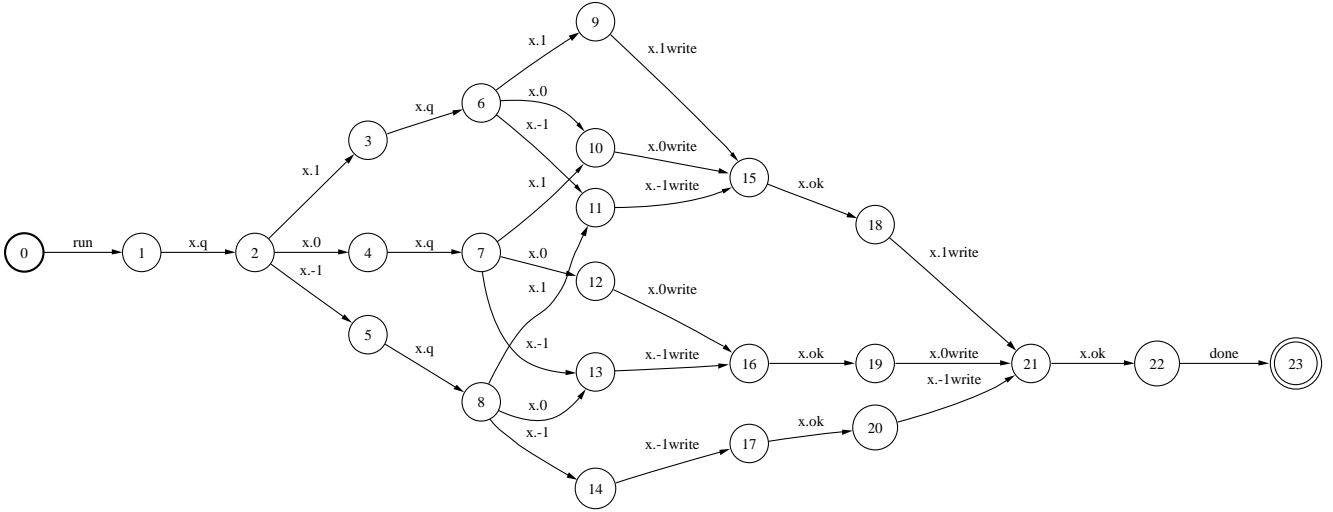 9
x.1
x.1write
x.0
6
x.q
x.-1
3
10
x.0write
x.1
15
x.1
x.-1write
x.ok
11
18
0
run
1
x.q
2
x.0
4
x.q
7
x.0
x.1write
x.-1
12
x.1
x.0write
5
x.q
x.-1
x.-1write
16
x.ok
19
x.0write
21
x.ok
22
done
23
13
x.-1write
8
x.0
x.-1
x.-1write
17
x.ok
20
14